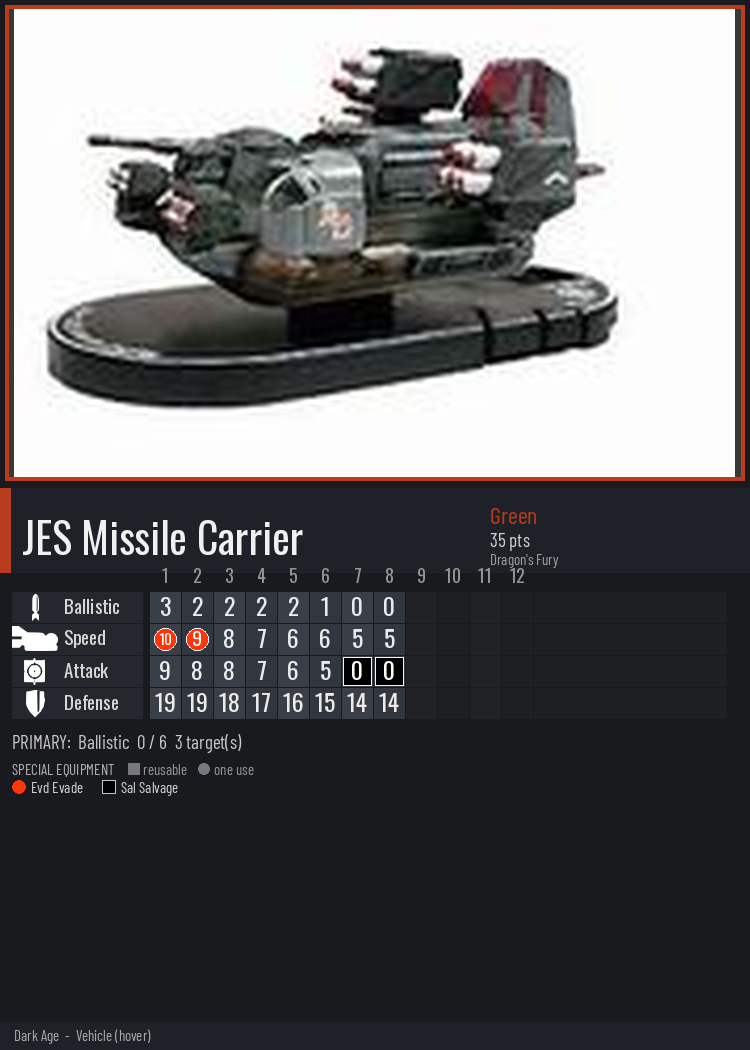 JES Missile Carrier
Green
35 pts
Dragon's Fury
1 2 3 4 5 6 7 8 9 10 11 12
Ballistic 3 2 2 2 2 1 0 0
Speed 10 9 8 7 6 6 5 5
Attack 9 8 8 7 6 5 0 0
Defense 19 19 18 17 16 15 14 14
PRIMARY: Ballistic 0 / 6 3 target(s)
SPECIAL EQUIPMENT reusable one use
Evd Evade Sal Salvage
Dark Age - Vehicle (hover)